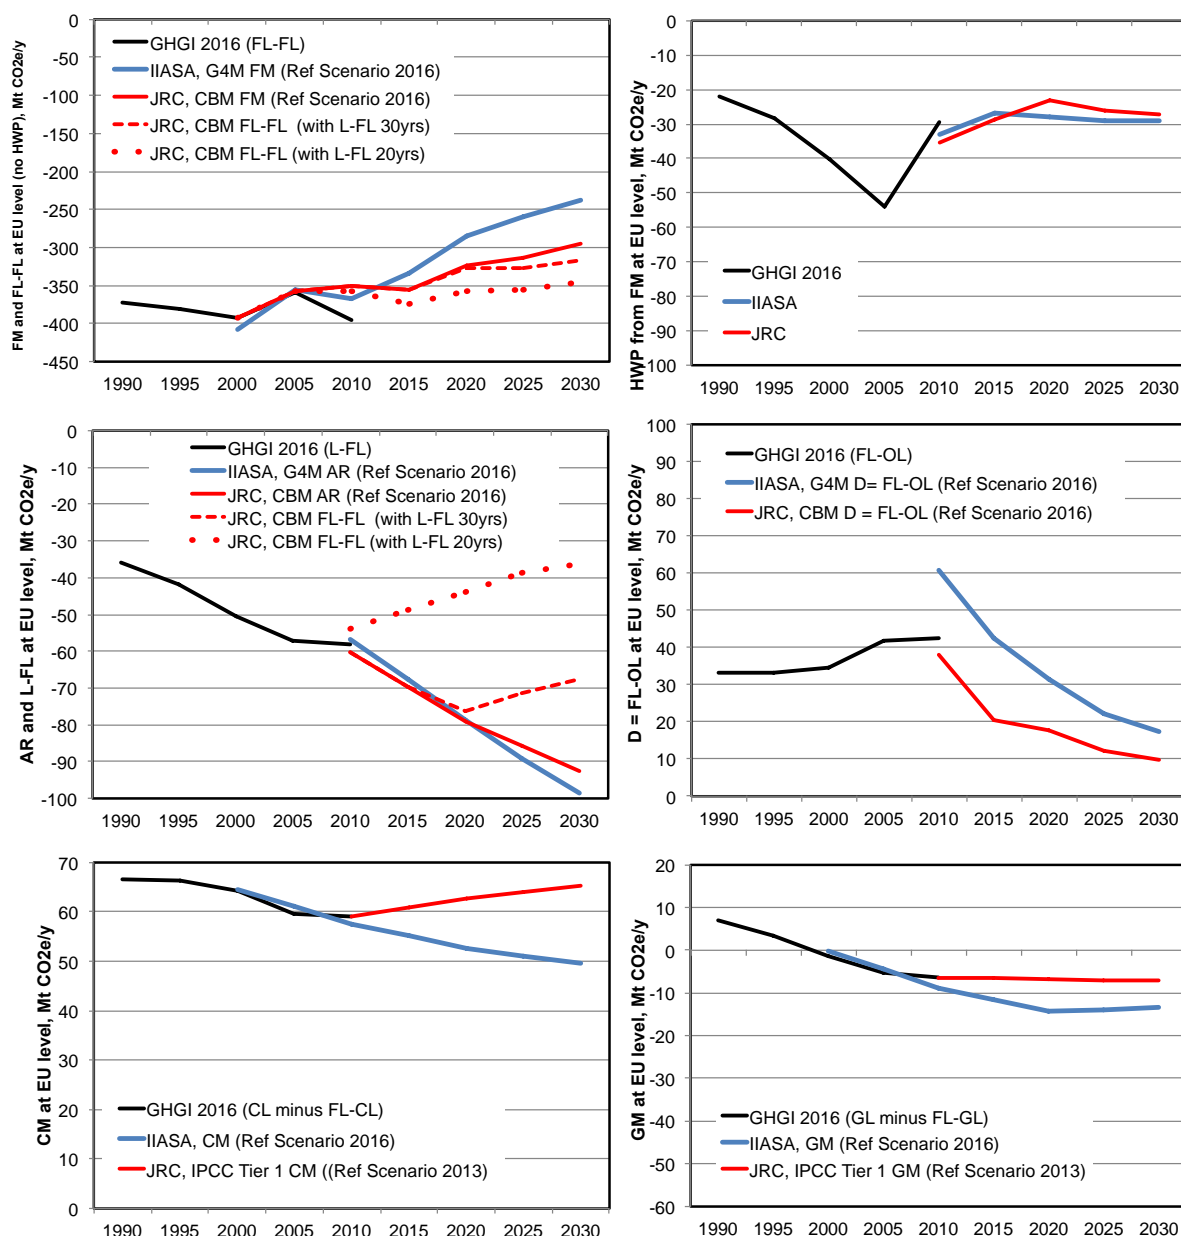 FM and FL-FL at EU level (no HWP), Mt CO2e/y
0
-50
-100
-150
-200
-250
-300
-350
-400
-450
GHGI 2016 (FL-FL)
IIASA, G4M FM (Ref Scenario 2016)
JRC, CBM FM (Ref Scenario 2016)
JRC, CBM FL-FL (with L-FL 30yrs)
JRC, CBM FL-FL (with L-FL 20yrs)
1990 1995 2000 2005 2010 2015 2020 2025 2030
HWP from FM at EU level, Mt CO2e/y
0
-10
-20
-30
-40
-50
-60
-70
-80
-90
-100
GHGI 2016
IIASA
JRC
1990 1995 2000 2005 2010 2015 2020 2025 2030
AR and L-FL at EU level, Mt CO2e/y
0
-10
-20
-30
-40
-50
-60
-70
-80
-90
-100
GHGI 2016 (L-FL)
IIASA, G4M AR (Ref Scenario 2016)
JRC, CBM AR (Ref Scenario 2016)
JRC, CBM FL-FL (with L-FL 30yrs)
JRC, CBM FL-FL (with L-FL 20yrs)
1990 1995 2000 2005 2010 2015 2020 2025 2030
D = FL-OL at EU level, Mt CO2e/y
100
90
80
70
60
50
40
30
20
10
0
GHGI 2016 (FL-OL)
IIASA, G4M D= FL-OL (Ref Scenario 2016)
JRC, CBM D = FL-OL (Ref Scenario 2016)
1990 1995 2000 2005 2010 2015 2020 2025 2030
CM at EU level, Mt CO2e/y
70
60
50
40
30
20
10
0
GHGI 2016 (CL minus FL-CL)
IIASA, CM (Ref Scenario 2016)
JRC, IPCC Tier 1 CM ((Ref Scenario 2013)
1990 1995 2000 2005 2010 2015 2020 2025 2030
GM at EU level, Mt CO2e/y
20
10
0
-10
-20
-30
-40
-50
-60
GHGI 2016 (GL minus FL-GL)
IIASA, GM (Ref Scenario 2016)
JRC, IPCC Tier 1 GM (Ref Scenario 2013)
1990 1995 2000 2005 2010 2015 2020 2025 2030